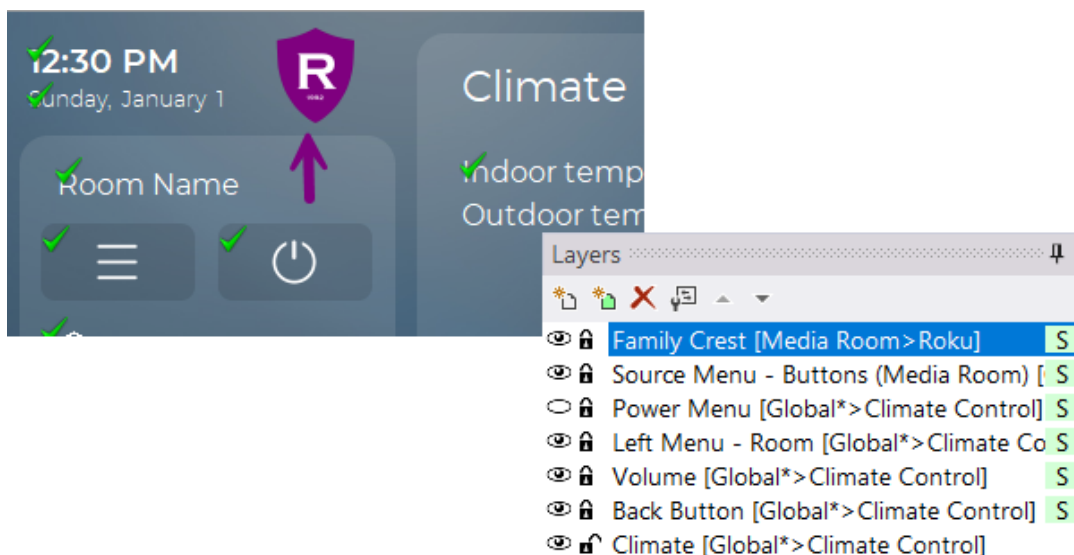 12:30 PM
Sunday, January 1
R
Climate
Room Name
Indoor temp
Outdoor tem
Layers
Family Crest [Media Room>Roku] S
Source Menu - Buttons (Media Room) [ S
Power Menu [Global*>Climate Control] S
Left Menu - Room [Global*>Climate Co S
Volume [Global*>Climate Control] S
Back Button [Global*>Climate Control] S
Climate [Global*>Climate Control]